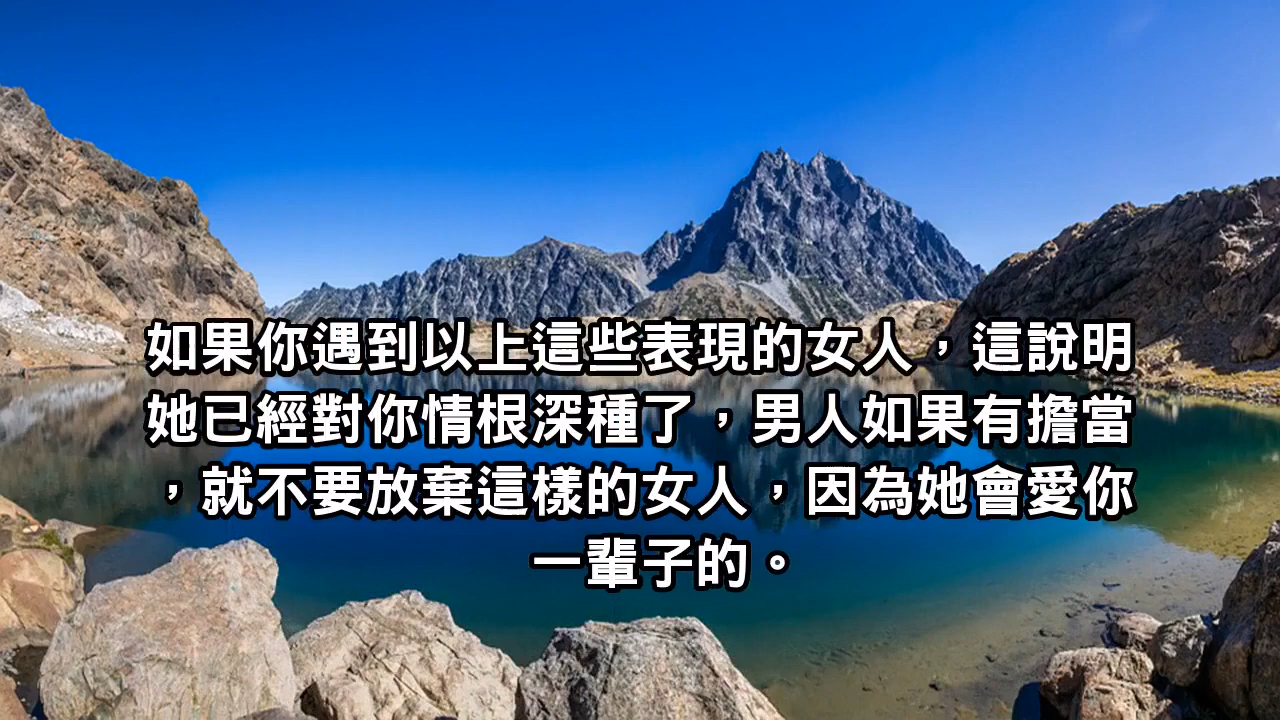 如果你遇到以上這些表現的女人，這說明
她已經對你情根深種了，男人如果有擔當
，就不要放棄這樣的女人，因為她會愛你
一輩子的。